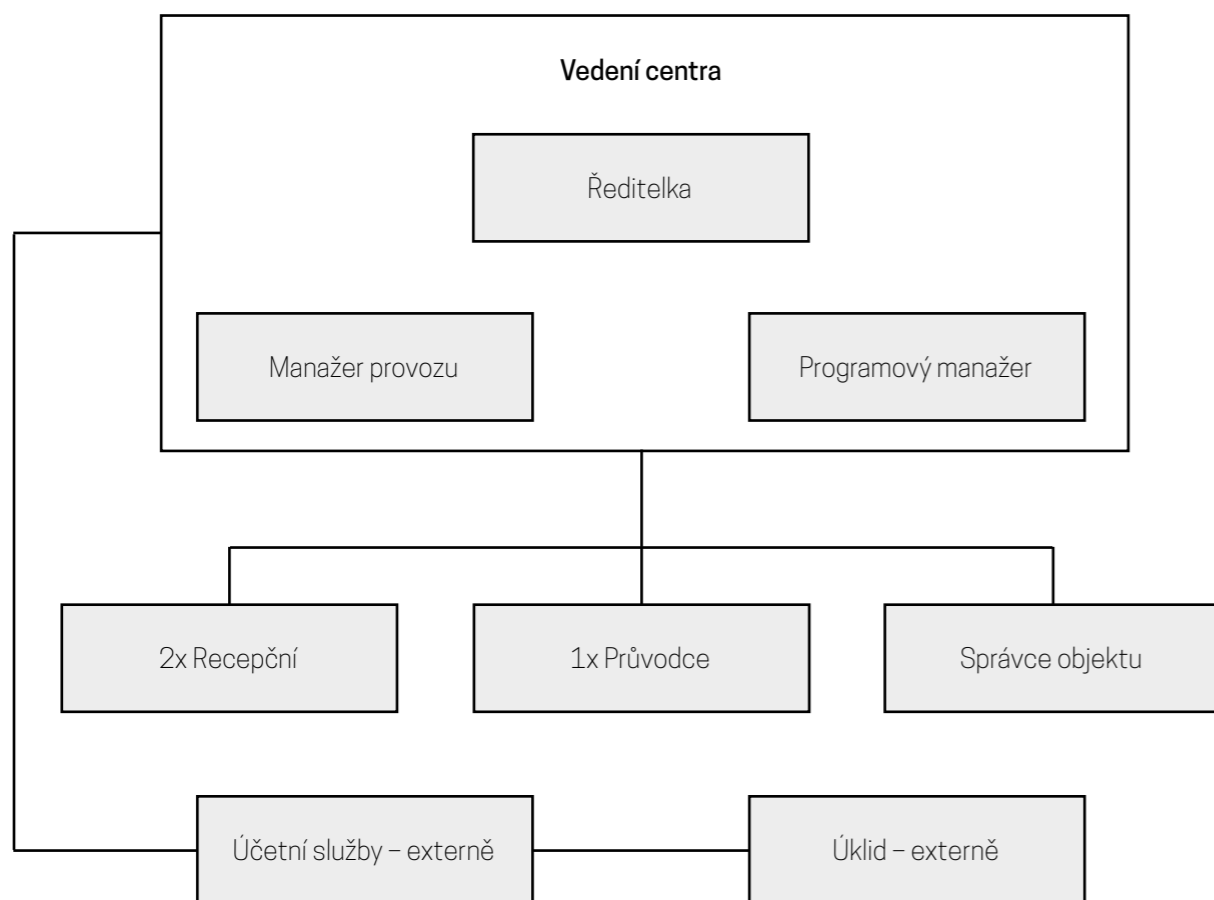 Vedení centra
Ředitelka
Manažer provozu
Programový manažer
2x Recepční
1x Průvodce
Správce objektu
Účetní služby – externě
Úklid – externě